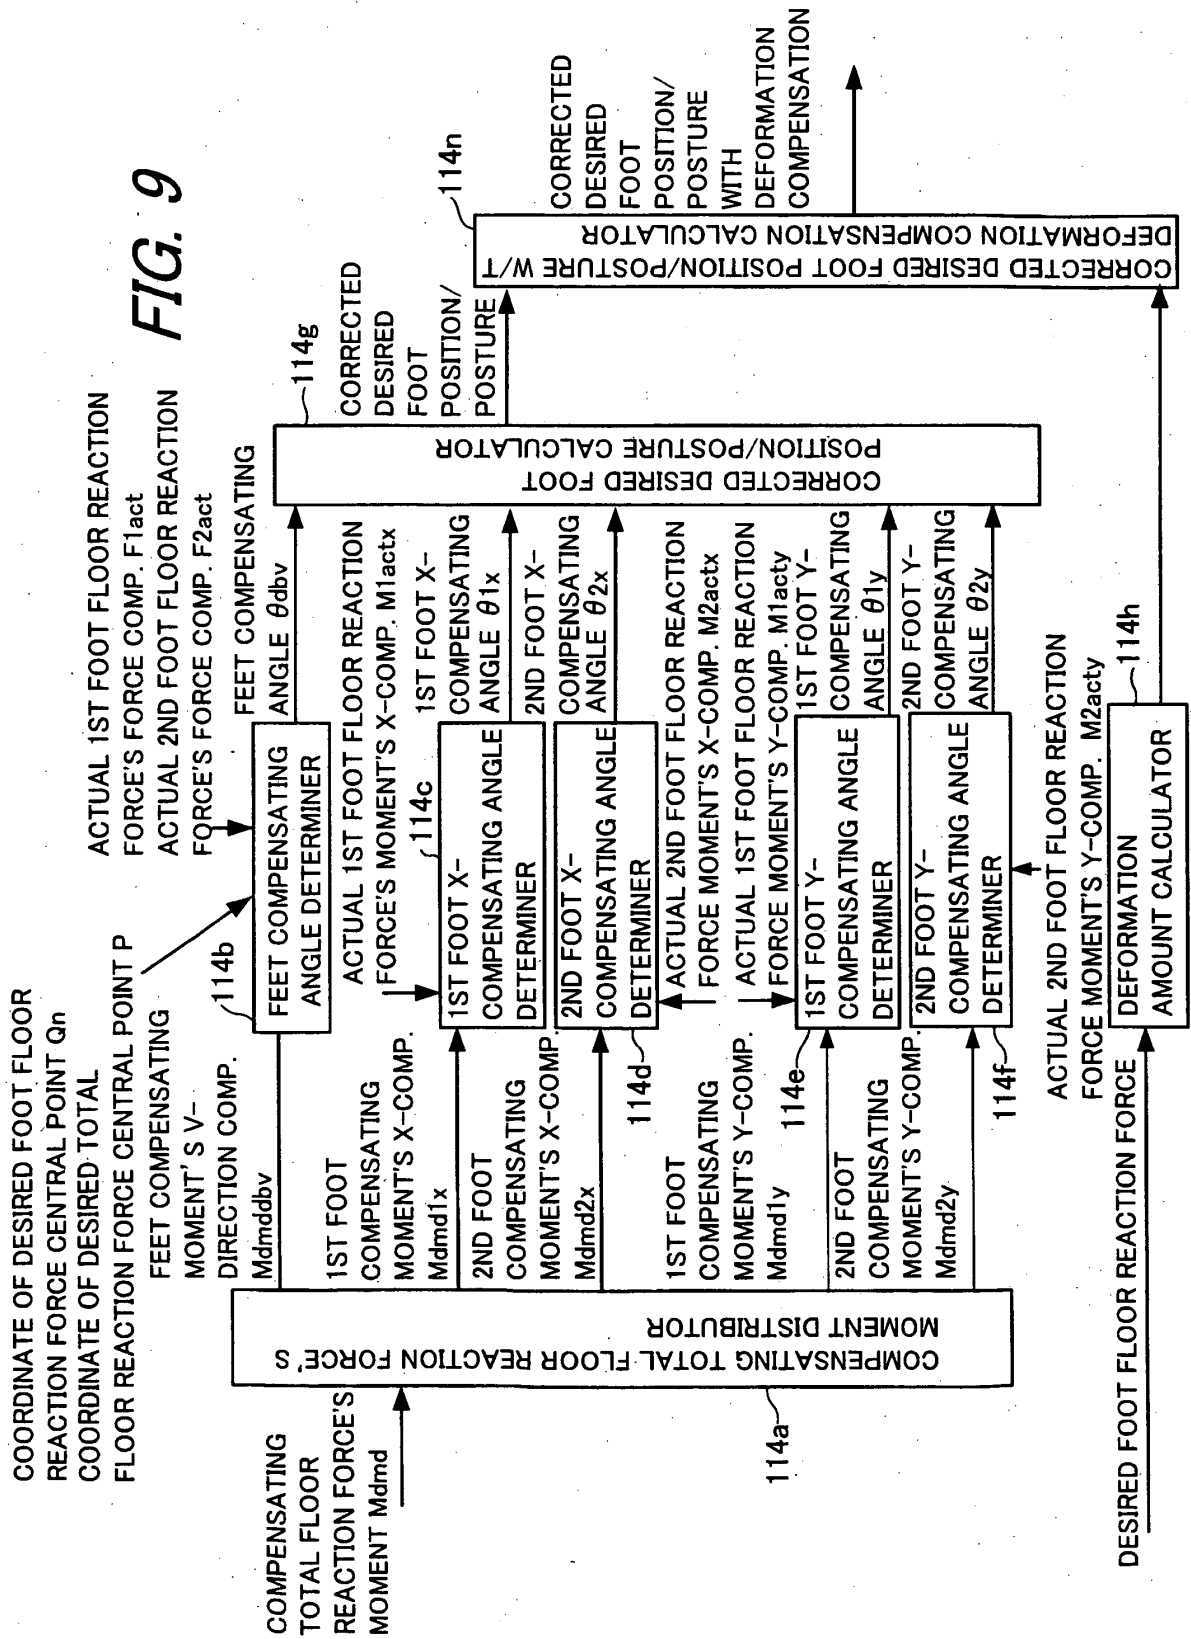 FIG. 9
COORDINATE OF DESIRED FOOT FLOOR
REACTION FORCE CENTRAL POINT Qn
COORDINATE OF DESIRED TOTAL
FLOOR REACTION FORCE CENTRAL POINT P
ACTUAL 1ST FOOT FLOOR REACTION
FORCE'S FORCE COMP. F1act
ACTUAL 2ND FOOT FLOOR REACTION
FORCE'S FORCE COMP. F2act
COMPENSATING
TOTAL FLOOR
REACTION FORCE'S
MOMENT Mdmd
COMPENSATING TOTAL FLOOR REACTION FORCE'S
MOMENT DISTRIBUTOR
114a
FEET COMPENSATING
MOMENT'S V-
DIRECTION COMP.
Mdmddbv
114b
FEET COMPENSATING
ANGLE DETERMINER
FEET COMPENSATING
ANGLE θdbv
1ST FOOT
COMPENSATING
MOMENT'S X-COMP.
Mdmd1x
ACTUAL 1ST FOOT FLOOR REACTION
FORCE'S MOMENT'S X-COMP. M1actx
114c
1ST FOOT X-
COMPENSATING ANGLE
DETERMINER
1ST FOOT X-
COMPENSATING
ANGLE θ1x
2ND FOOT
COMPENSATING
MOMENT'S X-COMP.
Mdmd2x
2ND FOOT X-
COMPENSATING ANGLE
DETERMINER
114d
2ND FOOT X-
COMPENSATING
ANGLE θ2x
ACTUAL 2ND FOOT FLOOR REACTION
FORCE MOMENT'S X-COMP. M2actx
ACTUAL 1ST FOOT FLOOR REACTION
FORCE MOMENT'S Y-COMP. M1acty
1ST FOOT
COMPENSATING
MOMENT'S Y-COMP.
Mdmd1y
114e
1ST FOOT Y-
COMPENSATING ANGLE
DETERMINER
1ST FOOT Y-
COMPENSATING
ANGLE θ1y
2ND FOOT
COMPENSATING
MOMENT'S Y-COMP.
Mdmd2y
114f
2ND FOOT Y-
COMPENSATING ANGLE
DETERMINER
2ND FOOT Y-
COMPENSATING
ANGLE θ2y
ACTUAL 2ND FOOT FLOOR REACTION
FORCE MOMENT'S Y-COMP. M2acty
114g
CORRECTED DESIRED FOOT
POSITION/POSTURE CALCULATOR
CORRECTED
DESIRED
FOOT
POSITION/
POSTURE
DESIRED FOOT FLOOR REACTION FORCE
114h
DEFORMATION
AMOUNT CALCULATOR
114n
CORRECTED DESIRED FOOT POSITION/POSTURE W/T
DEFORMATION COMPENSATION CALCULATOR
CORRECTED
DESIRED
FOOT
POSITION/
POSTURE
WITH
DEFORMATION
COMPENSATION